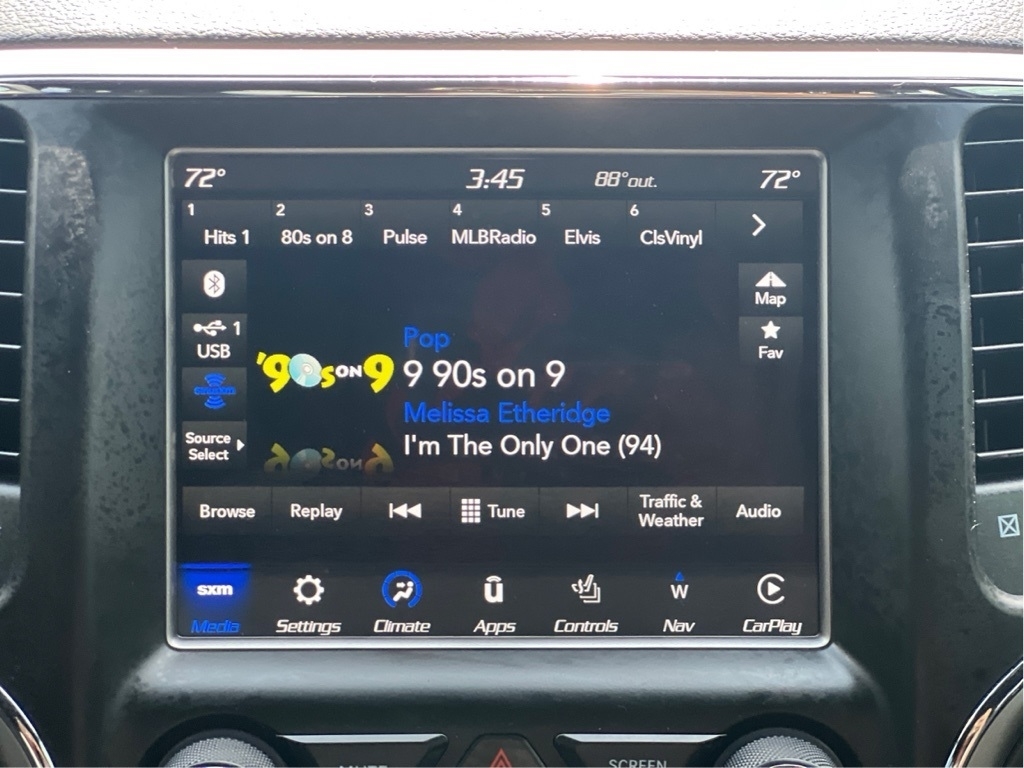 72° 3:45 88°out. 72°
1 2 3 4 5 6
Hits 1 80s on 8 Pulse MLBRadio Elvis ClsVinyl
1
USB
Map
Fav
Pop
'90s ON 9
9 90s on 9
Melissa Etheridge
I'm The Only One (94)
Source
Select
Browse Replay Tune Traffic & Audio
Weather
sxm û W
Media Settings Climate Apps Controls Nav CarPlay
MUTE SCREEN